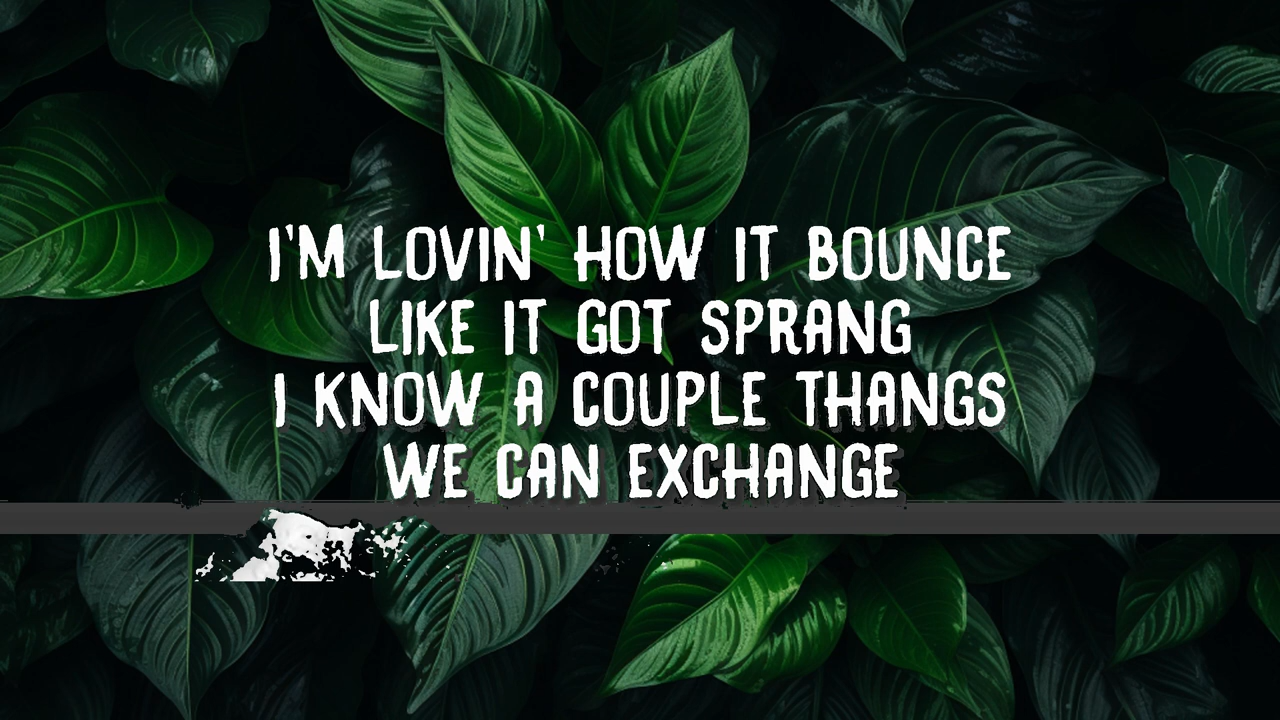 I'M LOVIN' HOW IT BOUNCE
LIKE IT GOT SPRANG
I KNOW A COUPLE THANGS
WE CAN EXCHANGE